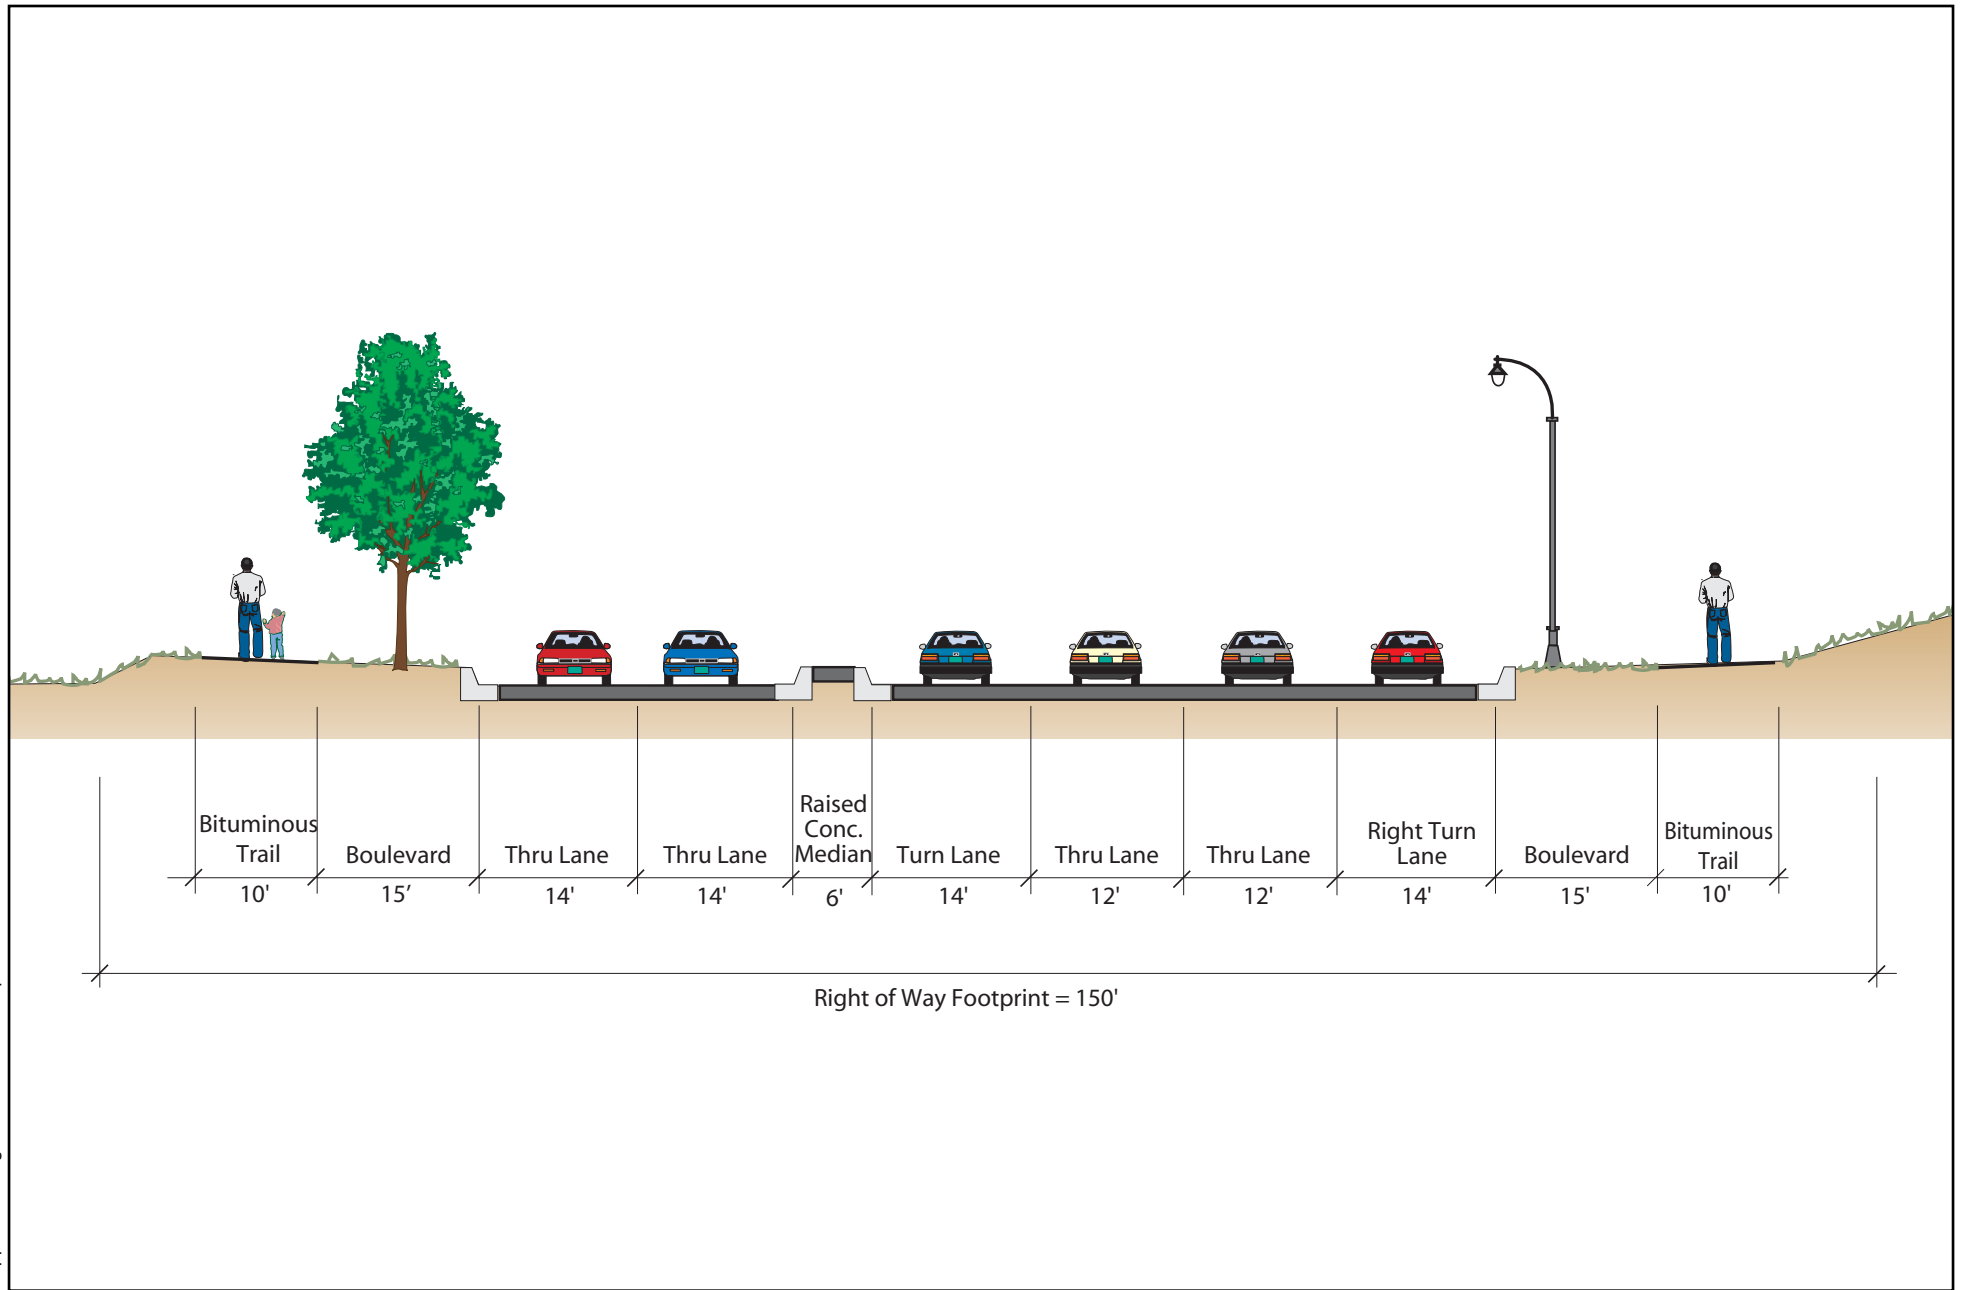 Bituminous
Trail
10'
Boulevard
15’
Thru Lane
14'
Thru Lane
14'
Raised
Conc.
Median
6'
Turn Lane
14'
Thru Lane
12'
Thru Lane
12'
Right Turn
Lane
14'
Boulevard
15'
Bituminous
Trail
10'
Right of Way Footprint = 150'